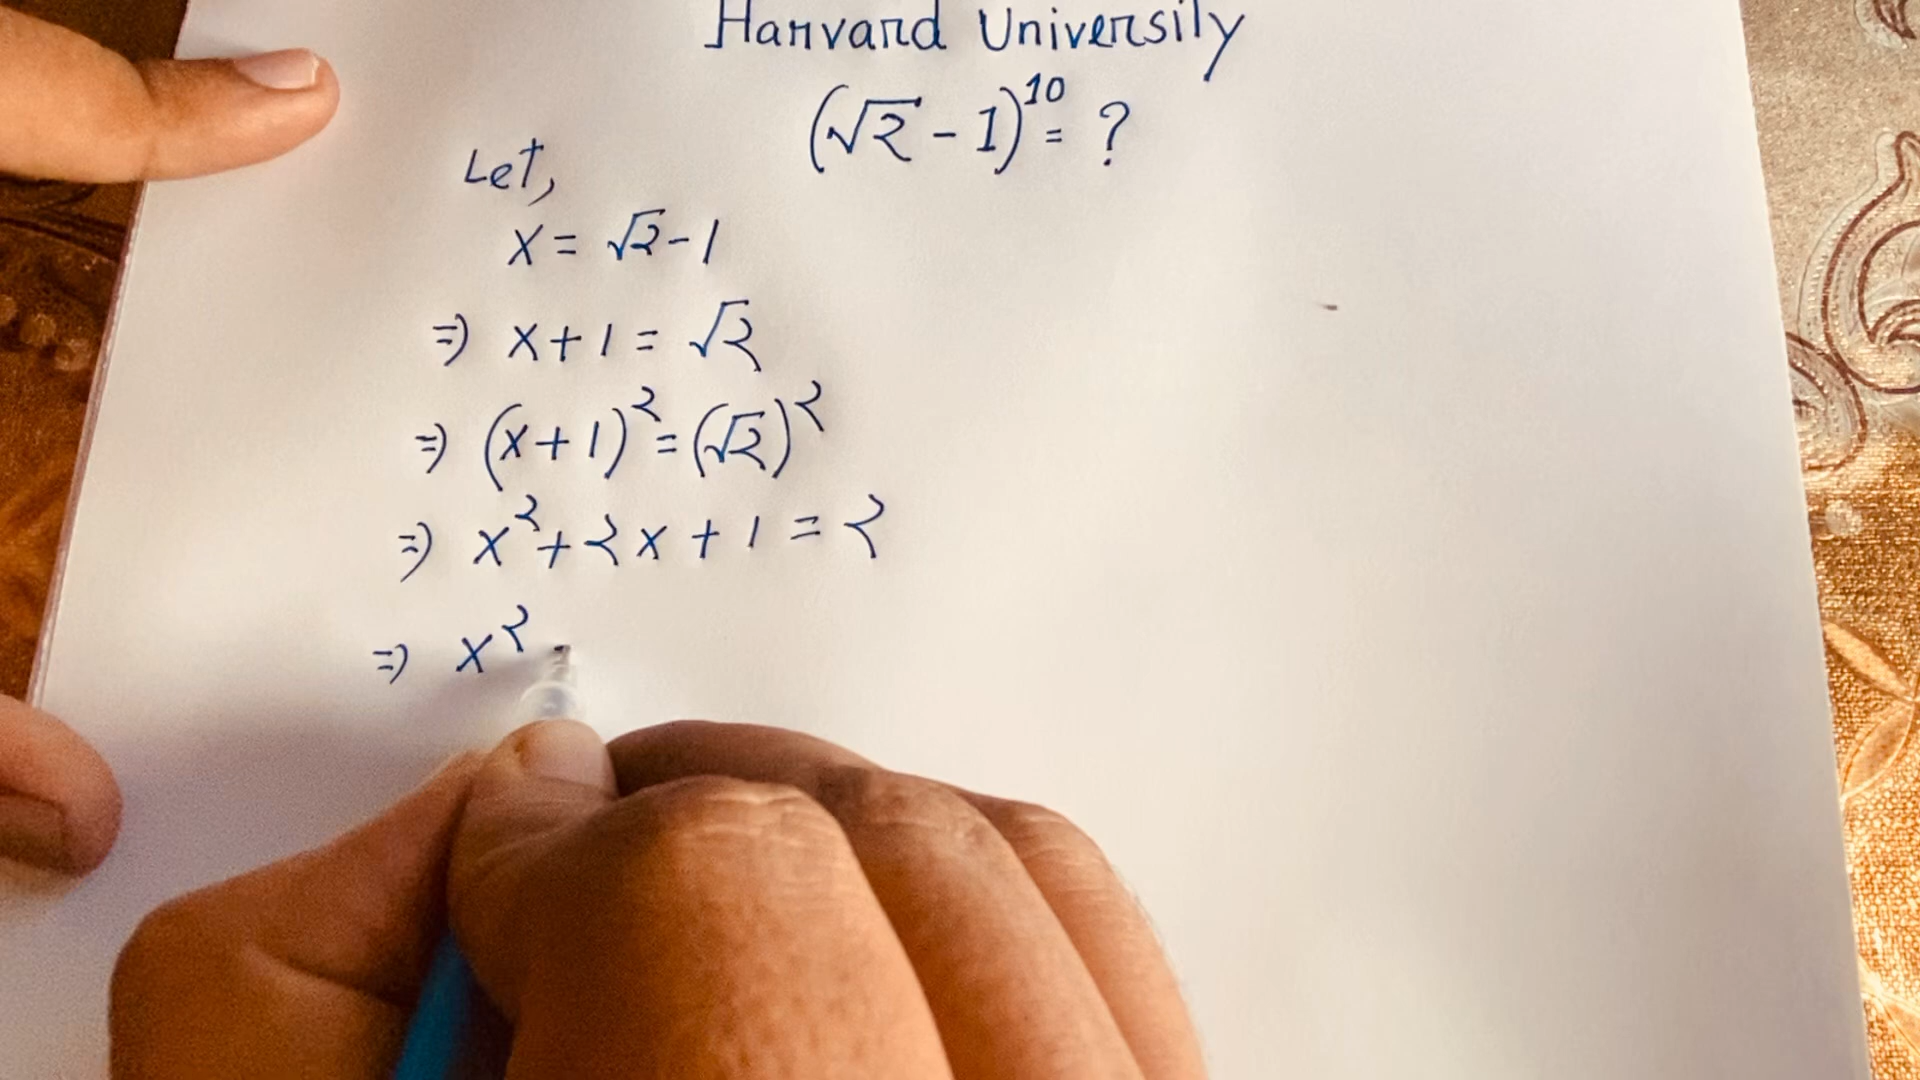 Harvard University
(√2 - 1)^10 = ?
Let,
x = √2 - 1
⇒ x + 1 = √2
⇒ (x + 1)² = (√2)²
⇒ x² + 2x + 1 = 2
⇒ x²